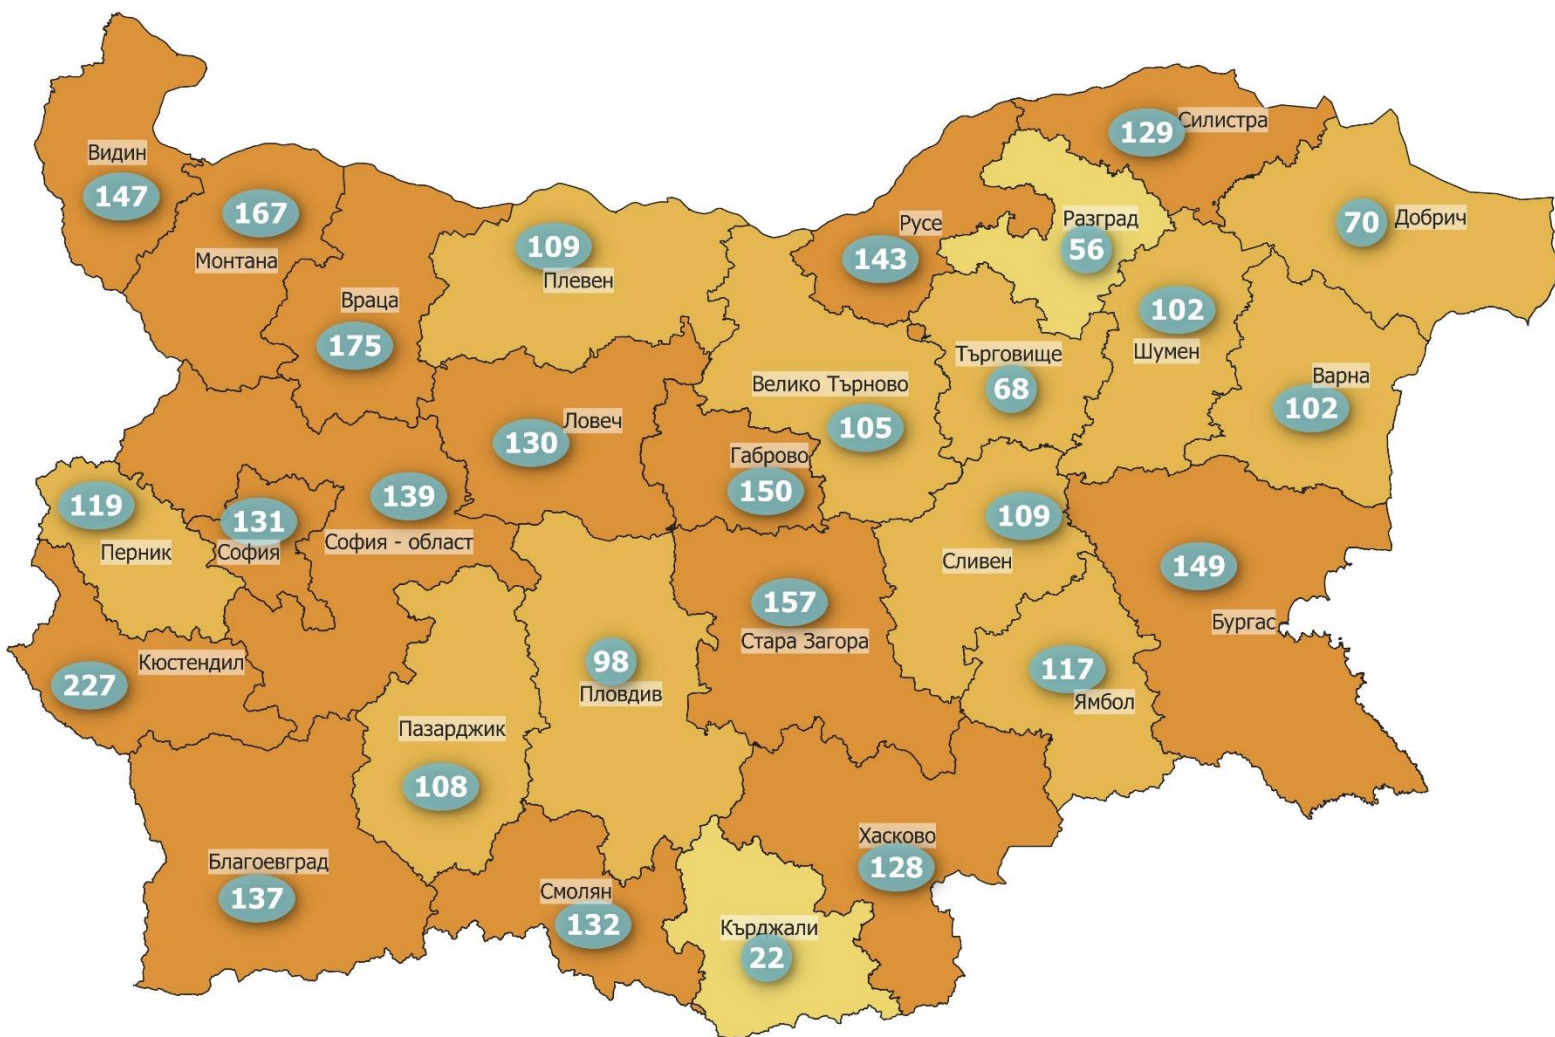 Видин
147
167
Монтана
Враца
175
109
Плевен
Русе
143
Силистра
129
Разград
56
70
Добрич
102
Шумен
Търговище
68
Варна
102
Велико Търново
105
Ловеч
130
Габрово
150
119
Перник
131
София
139
София - област
109
Сливен
149
Бургас
157
Стара Загора
117
Ямбол
98
Пловдив
Кюстендил
227
Пазарджик
108
Благоевград
137
Смолян
132
Хасково
128
Кърджали
22